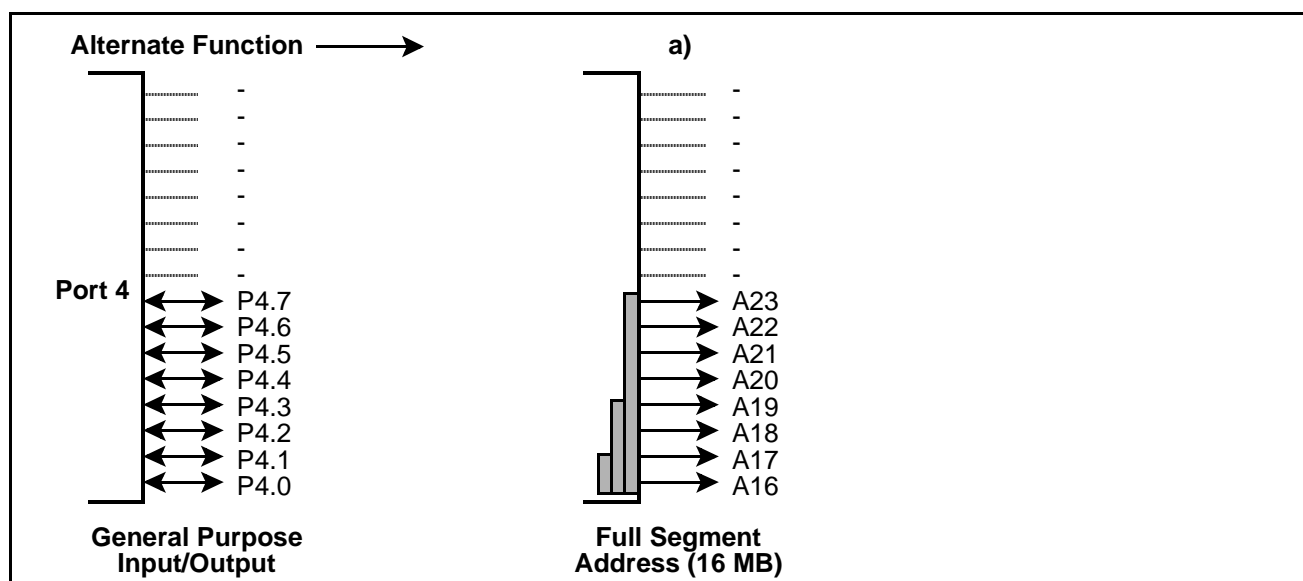 Alternate Function a)
- -
- -
- -
- -
- -
- -
- -
- -
Port 4
P4.7 A23
P4.6 A22
P4.5 A21
P4.4 A20
P4.3 A19
P4.2 A18
P4.1 A17
P4.0 A16
General Purpose
Input/Output
Full Segment
Address (16 MB)